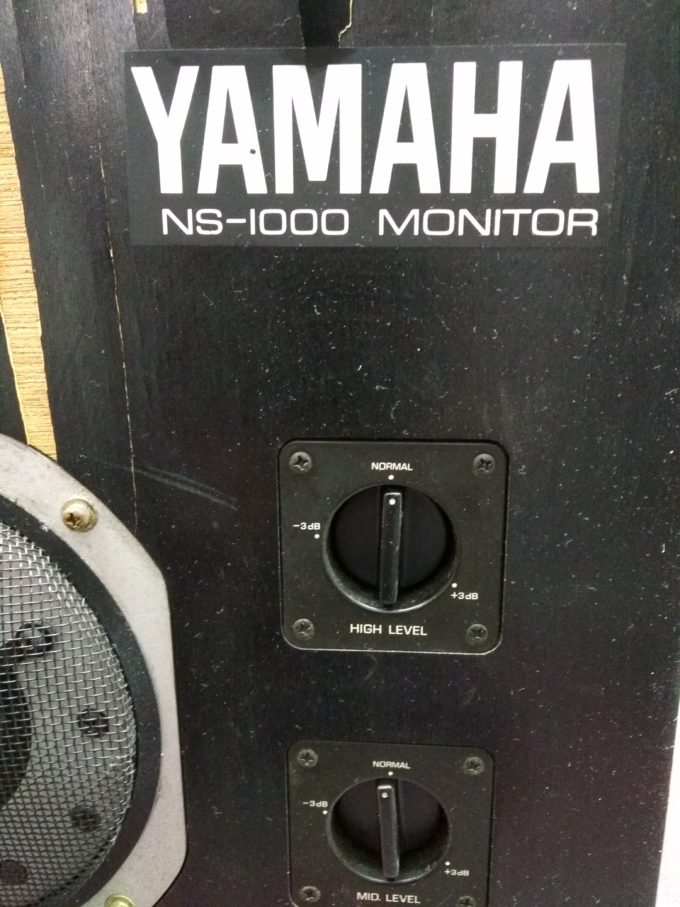 YAMAHA
NS-1000 MONITOR
NORMAL
-3dB
+3dB
HIGH LEVEL
NORMAL
-3dB
+3dB
MID. LEVEL